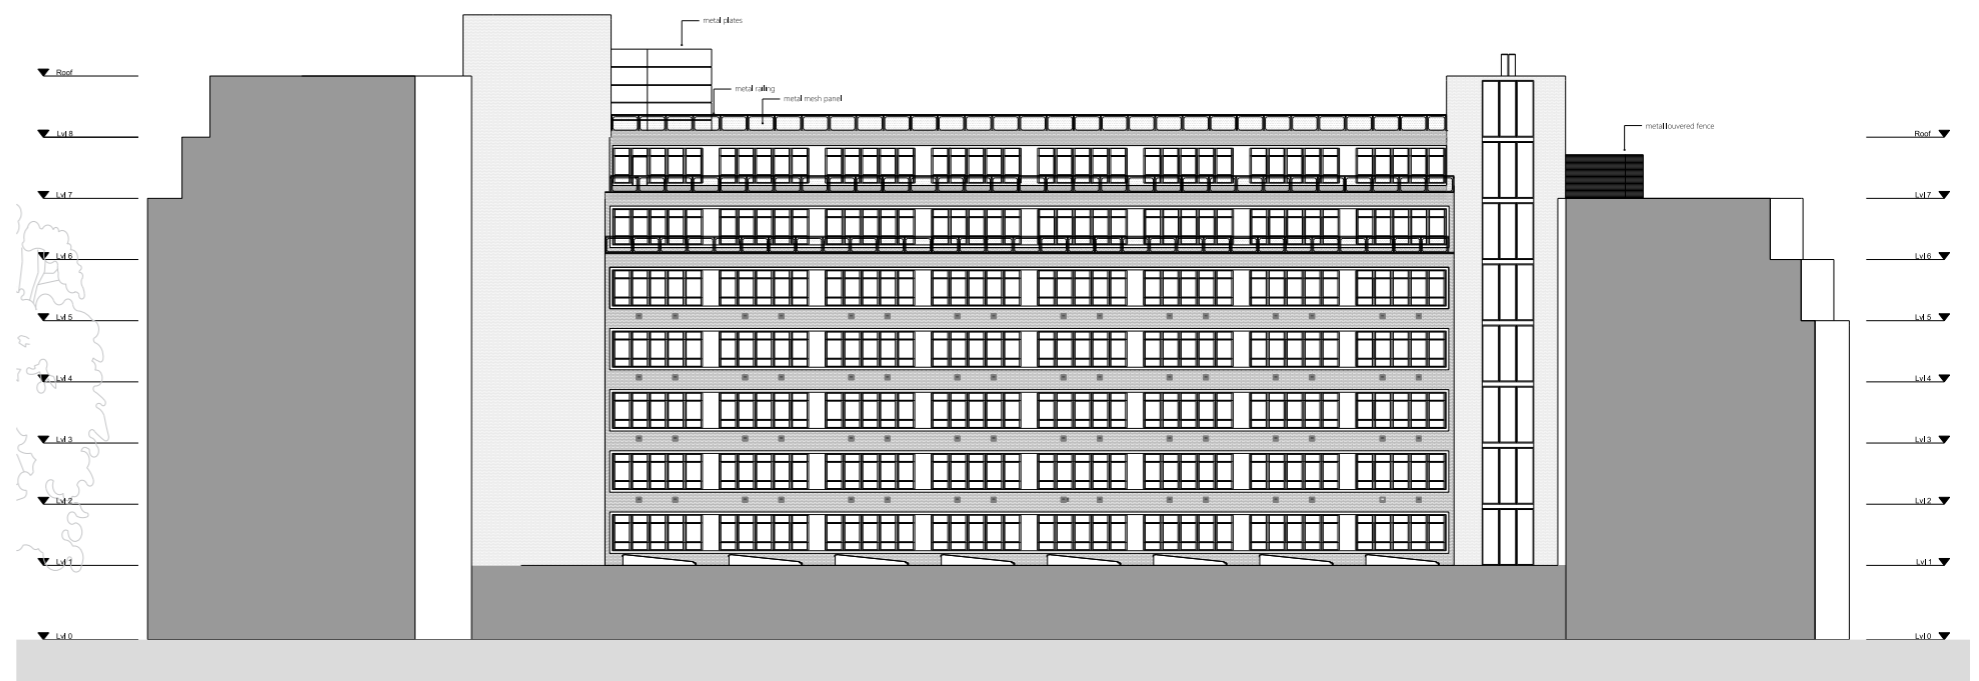 metal plates
Roof
metal railing
metal mesh panel
metal louvered fence
Lvl 8
Roof
Lvl 7
Lvl 7
Lvl 6
Lvl 6
Lvl 5
Lvl 5
Lvl 4
Lvl 4
Lvl 3
Lvl 3
Lvl 2
Lvl 2
Lvl 1
Lvl 1
Lvl 0
Lvl 0